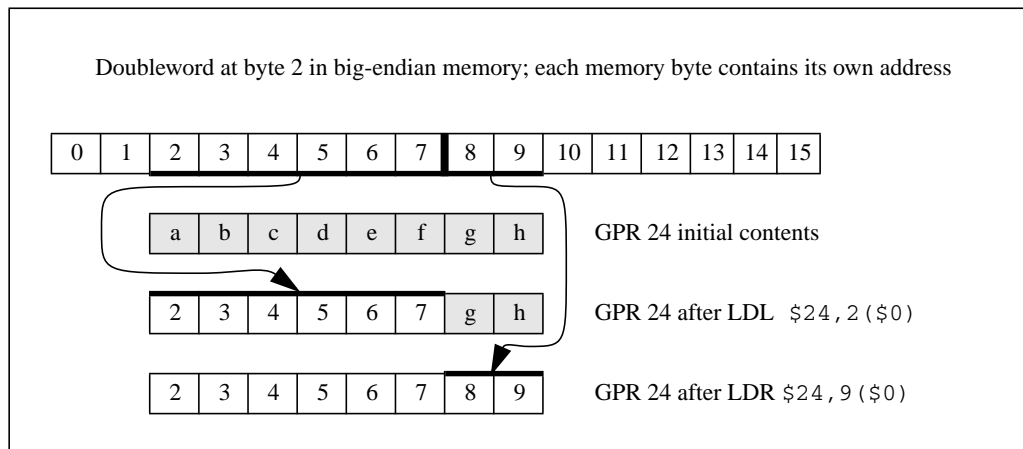 Doubleword at byte 2 in big-endian memory; each memory byte contains its own address
0 1 2 3 4 5 6 7 8 9 10 11 12 13 14 15
a b c d e f g h GPR 24 initial contents
2 3 4 5 6 7 g h GPR 24 after LDL $24,2($0)
2 3 4 5 6 7 8 9 GPR 24 after LDR $24,9($0)